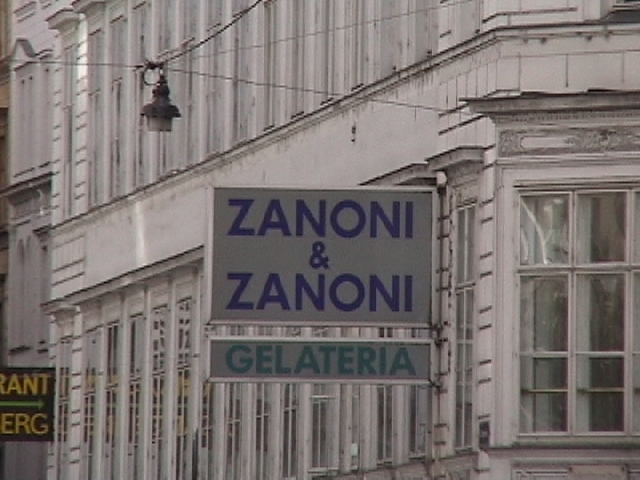 ZANONI
&
ZANONI
GELATERIA
RANT
ERG